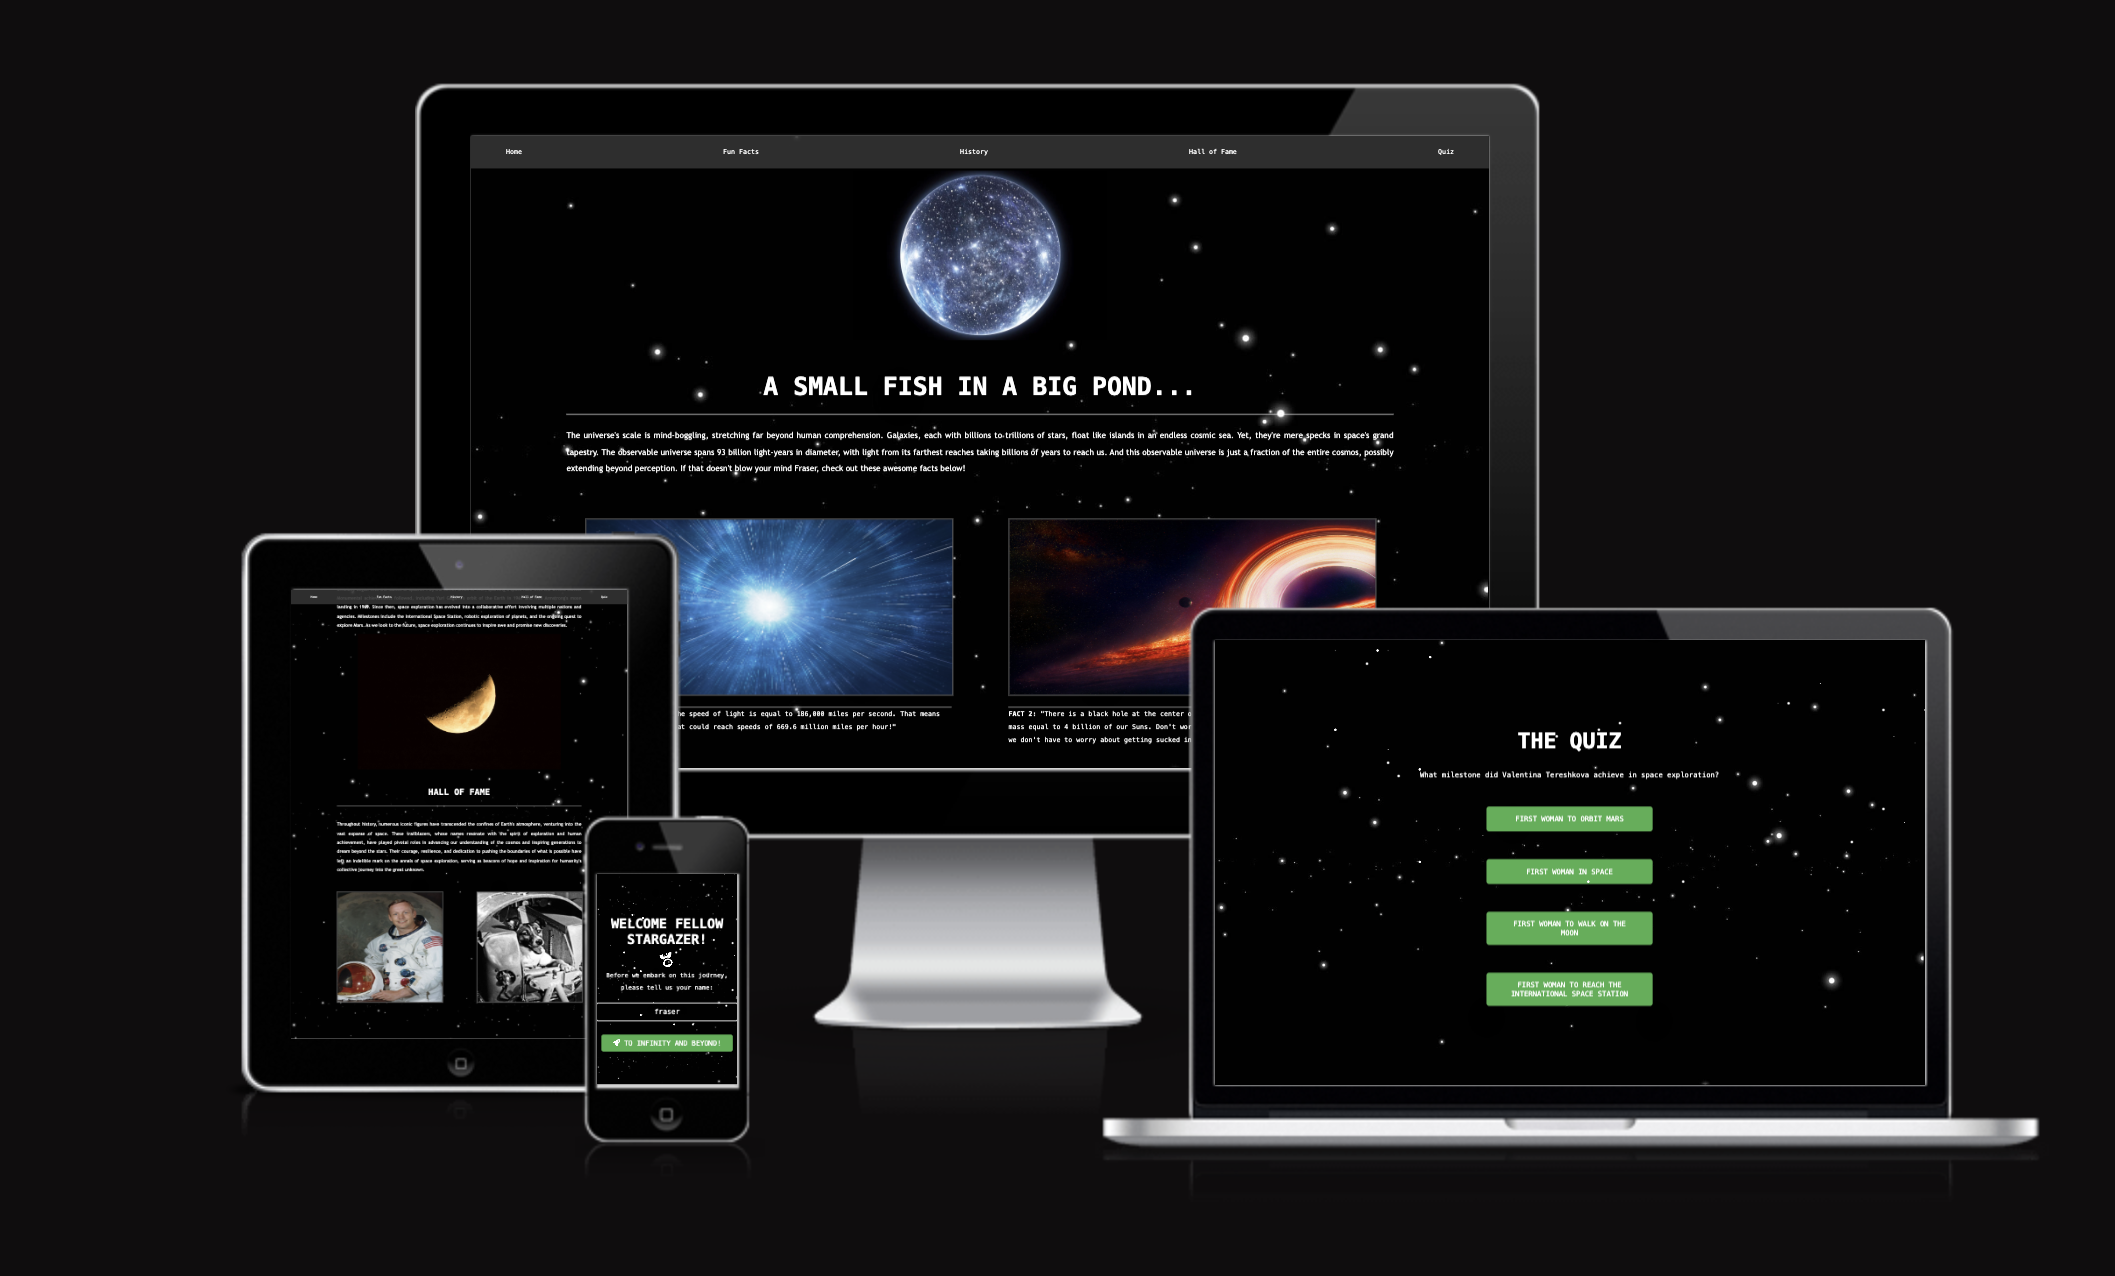 Home Fun Facts History Hall of Fame Quiz
A SMALL FISH IN A BIG POND...
The universe's scale is mind-boggling, stretching far beyond human comprehension. Galaxies, each with billions to trillions of stars, float like islands in an endless cosmic sea. Yet, they're mere specks in space's grand
tapestry. The observable universe spans 93 billion light-years in diameter, with light from its farthest reaches taking billions of years to reach us. And this observable universe is just a fraction of the entire cosmos, possibly
extending beyond perception. If that doesn't blow your mind Fraser, check out these awesome facts below!
he speed of light is equal to 186,000 miles per second. That means
at could reach speeds of 669.6 million miles per hour!"
FACT 2: "There is a black hole at the center o
mass equal to 4 billion of our Suns. Don't wor
we don't have to worry about getting sucked in
Home Fun Facts History Hall of Fame Quiz
landing in 1969. Since then, space exploration has evolved into a collaborative effort involving multiple nations and
agencies. Milestones include the International Space Station, robotic exploration of planets, and the ongoing quest to
explore Mars. As we look to the future, space exploration continues to inspire awe and promise new discoveries.
HALL OF FAME
Throughout history, numerous iconic figures have transcended the confines of Earth's atmosphere, venturing into the
vast expanse of space. These trailblazers, whose names resonate with the spirit of exploration and human
achievement, have played pivotal roles in advancing our understanding of the cosmos and inspiring generations to
dream beyond the stars. Their courage, resilience, and dedication to pushing the boundaries of what is possible have
left an indelible mark on the annals of space exploration, serving as beacons of hope and inspiration for humanity's
collective journey into the great unknown.
WELCOME FELLOW
STARGAZER!
Before we embark on this journey,
please tell us your name:
fraser
TO INFINITY AND BEYOND!
THE QUIZ
What milestone did Valentina Tereshkova achieve in space exploration?
FIRST WOMAN TO ORBIT MARS
FIRST WOMAN IN SPACE
FIRST WOMAN TO WALK ON THE
MOON
FIRST WOMAN TO REACH THE
INTERNATIONAL SPACE STATION